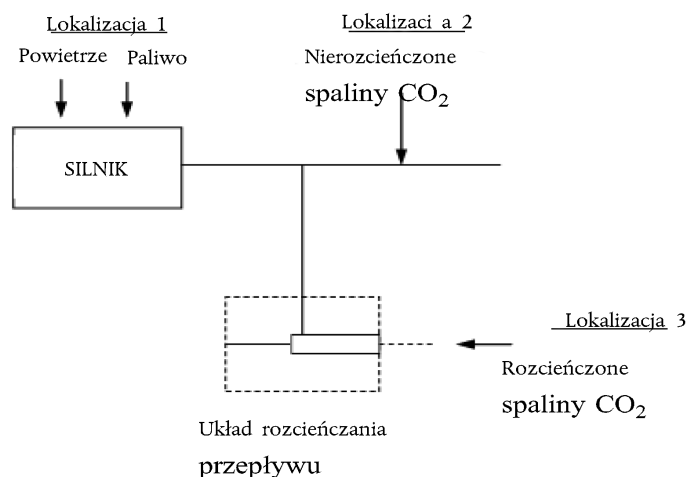 Lokalizacja 1
Powietrze Paliwo
SILNIK
Lokalizaci a 2
Nierozcieńczone
spaliny CO₂
Lokalizacja 3
Rozcieńczone
spaliny CO₂
Układ rozcieńczania
przepływu